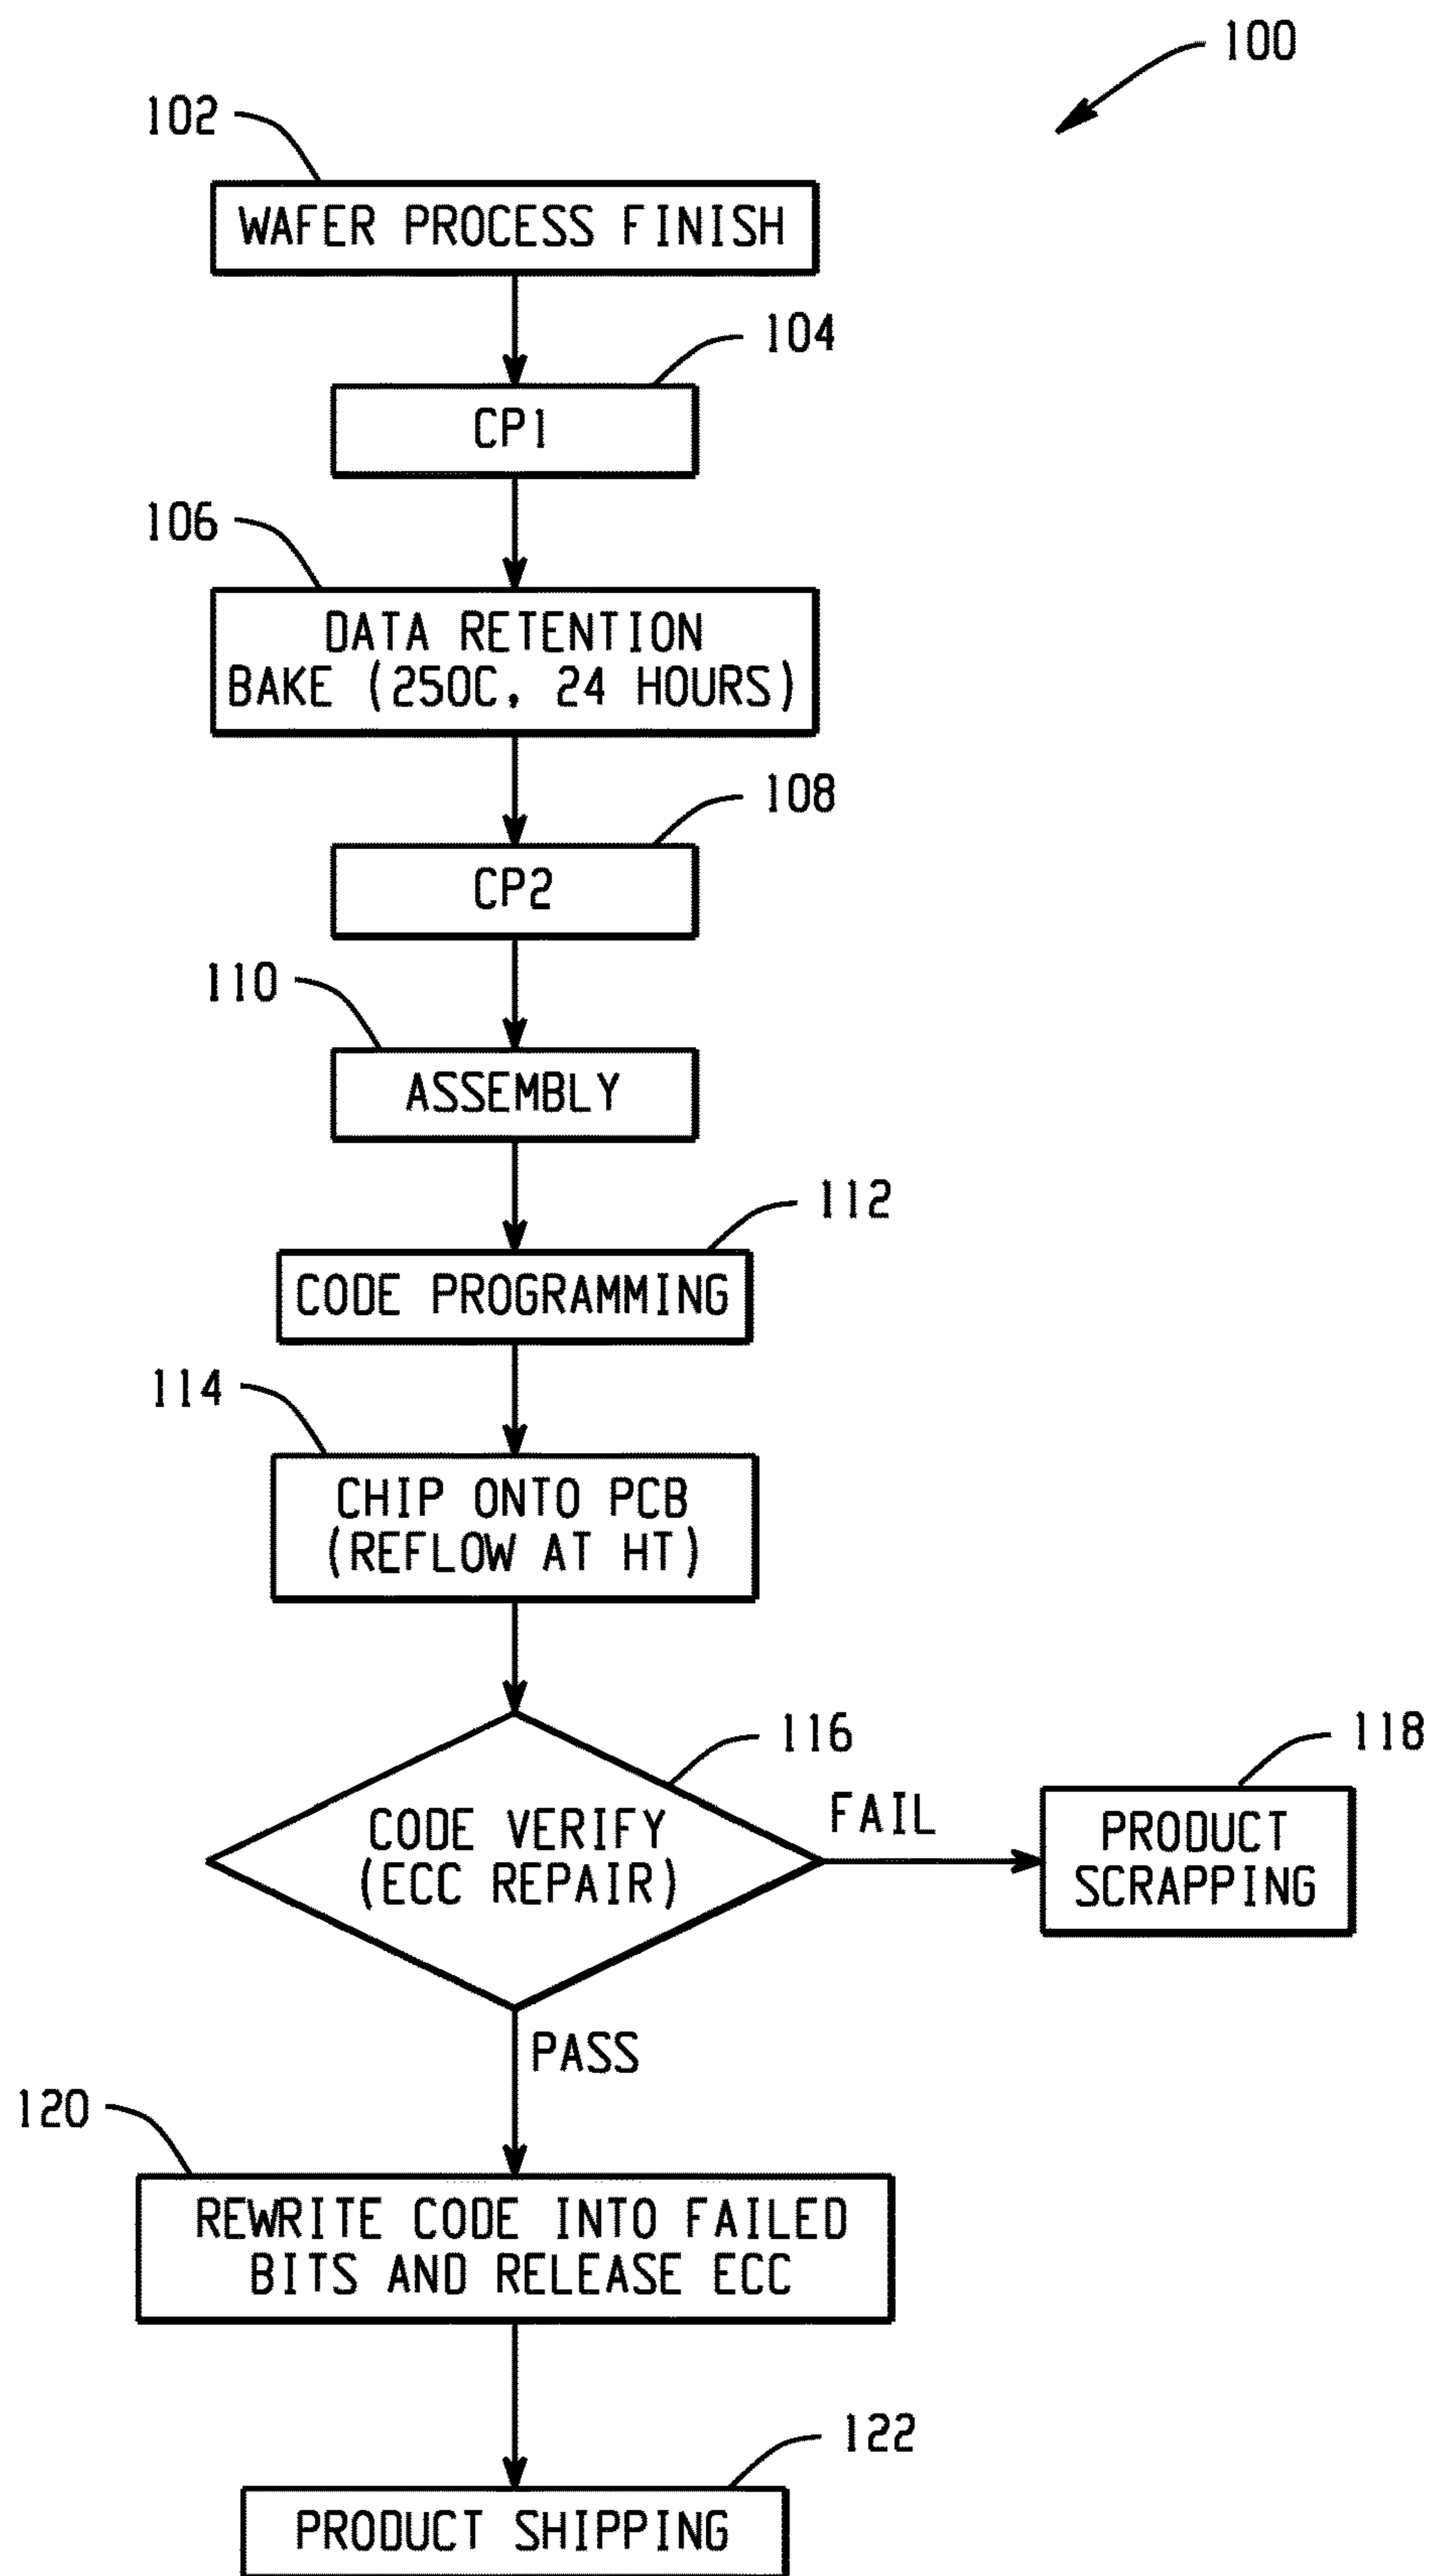 100
102
WAFER PROCESS FINISH
104
CP1
106
DATA RETENTION
BAKE (250C, 24 HOURS)
108
CP2
110
ASSEMBLY
112
CODE PROGRAMMING
114
CHIP ONTO PCB
(REFLOW AT HT)
116
CODE VERIFY
(ECC REPAIR)
FAIL
118
PRODUCT
SCRAPPING
PASS
120
REWRITE CODE INTO FAILED
BITS AND RELEASE ECC
122
PRODUCT SHIPPING